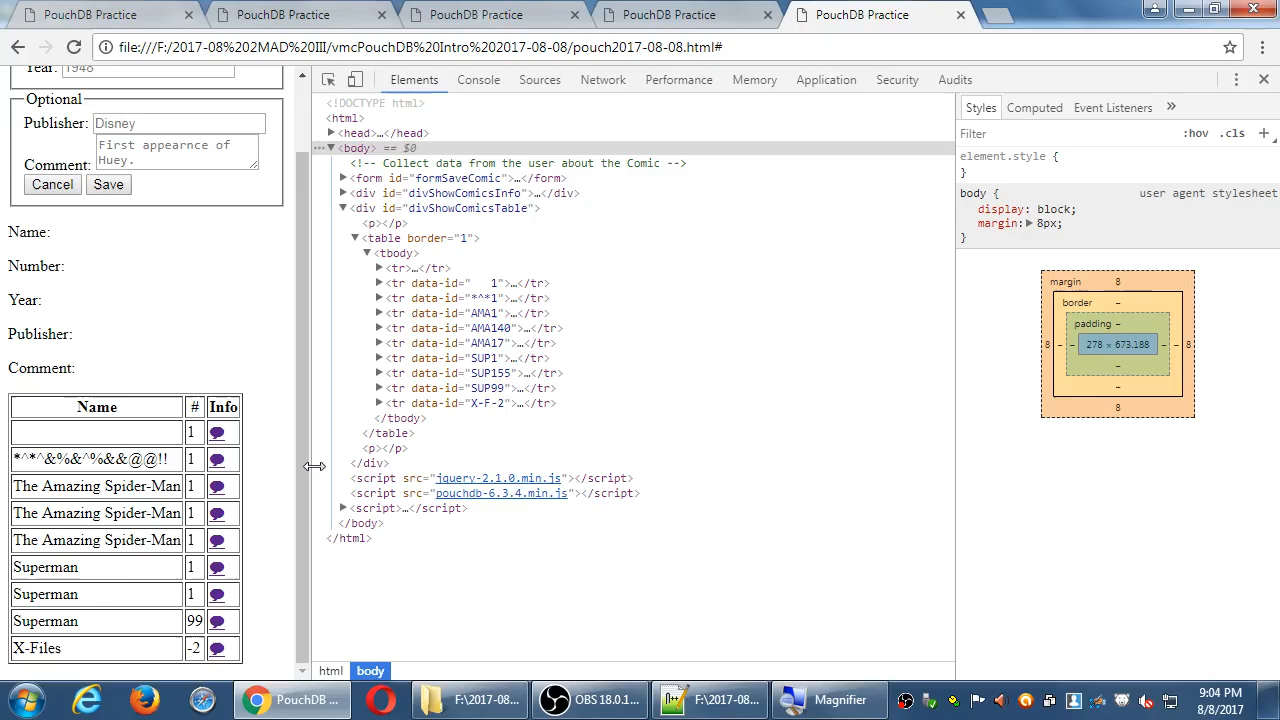 PouchDB Practice PouchDB Practice PouchDB Practice PouchDB Practice PouchDB Practice
file:///F:/2017-08%202MAD%20III/vmcPouchDB%20Intro%202017-08-08/pouch2017-08-08.html#
Year: 1948
Optional
Publisher: Disney
First appearnce of
Huey.
Comment:
Cancel Save
Name:
Number:
Year:
Publisher:
Comment:
Name # Info
1
*^*^&%&^%&&@@!! 1
The Amazing Spider-Man 1
The Amazing Spider-Man 1
The Amazing Spider-Man 1
Superman 1
Superman 1
Superman 99
X-Files -2
Elements Console Sources Network Performance Memory Application Security Audits
<!DOCTYPE html>
<html>
<head>…</head>
<body> == $0
<!-- Collect data from the user about the Comic -->
<form id="formSaveComic">…</form>
<div id="divShowComicsInfo">…</div>
<div id="divShowComicsTable">
<p></p>
<table border="1">
<tbody>
<tr>…</tr>
<tr data-id="   1">…</tr>
<tr data-id="*^*1">…</tr>
<tr data-id="AMA1">…</tr>
<tr data-id="AMA140">…</tr>
<tr data-id="AMA17">…</tr>
<tr data-id="SUP1">…</tr>
<tr data-id="SUP155">…</tr>
<tr data-id="SUP99">…</tr>
<tr data-id="X-F-2">…</tr>
</tbody>
</table>
<p></p>
</div>
<script src="jquery-2.1.0.min.js"></script>
<script src="pouchdb-6.3.4.min.js"></script>
<script>…</script>
</body>
</html>
html body
Styles Computed Event Listeners »
Filter :hov .cls +
element.style {
}
body { user agent stylesheet
display: block;
margin: 8px;
}
margin 8
border –
padding –
8 – – 278 × 673.188 – – 8
–
–
8
PouchDB ... F:\2017-08... OBS 18.0.1... F:\2017-08... Magnifier
9:04 PM
8/8/2017